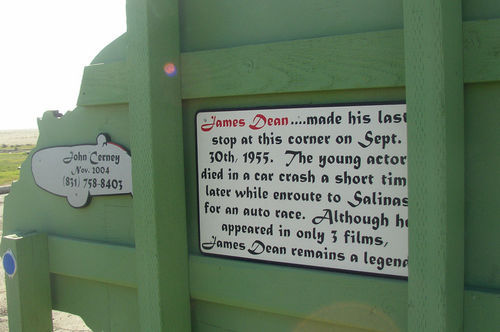 John Cerney
Nov. 2004
(831) 758-8403
James Dean....made his last
stop at this corner on Sept.
30th, 1955. The young actor
died in a car crash a short tim
later while enroute to Salinas
for an auto race. Although h
appeared in only 3 films,
James Dean remains a legend